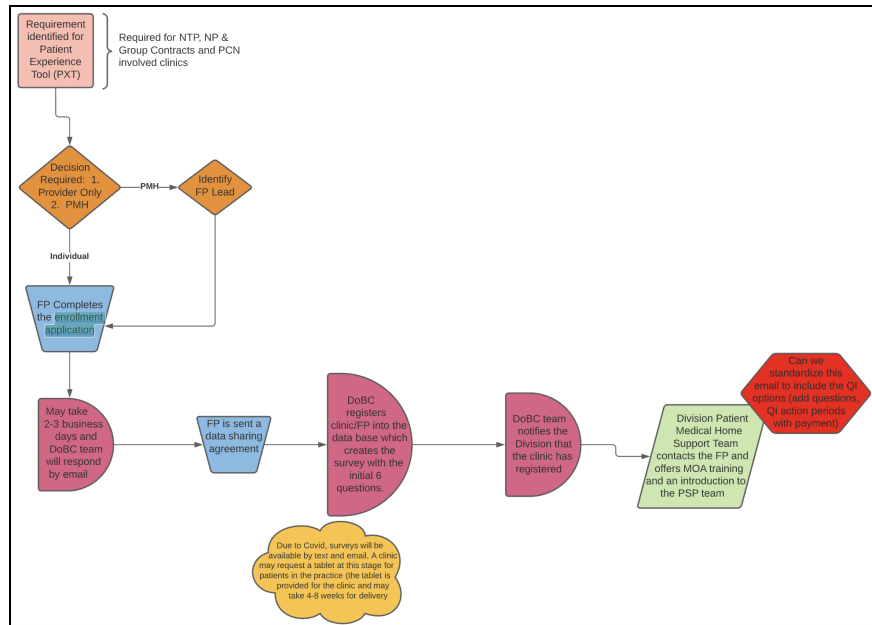 Requirement
identified for
Patient
Experience
Tool (PXT)
Required for NTP, NP &
Group Contracts and PCN
involved clinics
Decision
Required: 1.
Provider Only
2. PMH
PMH
Identify
FP Lead
Individual
FP Completes
the enrollment
application
May take
2-3 business
days and
DoBC team
will respond
by email
FP is sent a
data sharing
agreement
DoBC
registers
clinic/FP into the
data base which
creates the
survey with the
initial 6
questions.
Due to Covid, surveys will be
available by text and email. A clinic
may request a tablet at this stage for
patients in the practice (the tablet is
provided for the clinic and may
take 4-8 weeks for delivery
DoBC team
notifies the
Division that
the clinic has
registered
Division Patient
Medical Home
Support Team
contacts the FP and
offers MOA training
and an introduction to
the PSP team
Can we
standardize this
email to include the QI
options (add questions,
QI action periods
with payment)